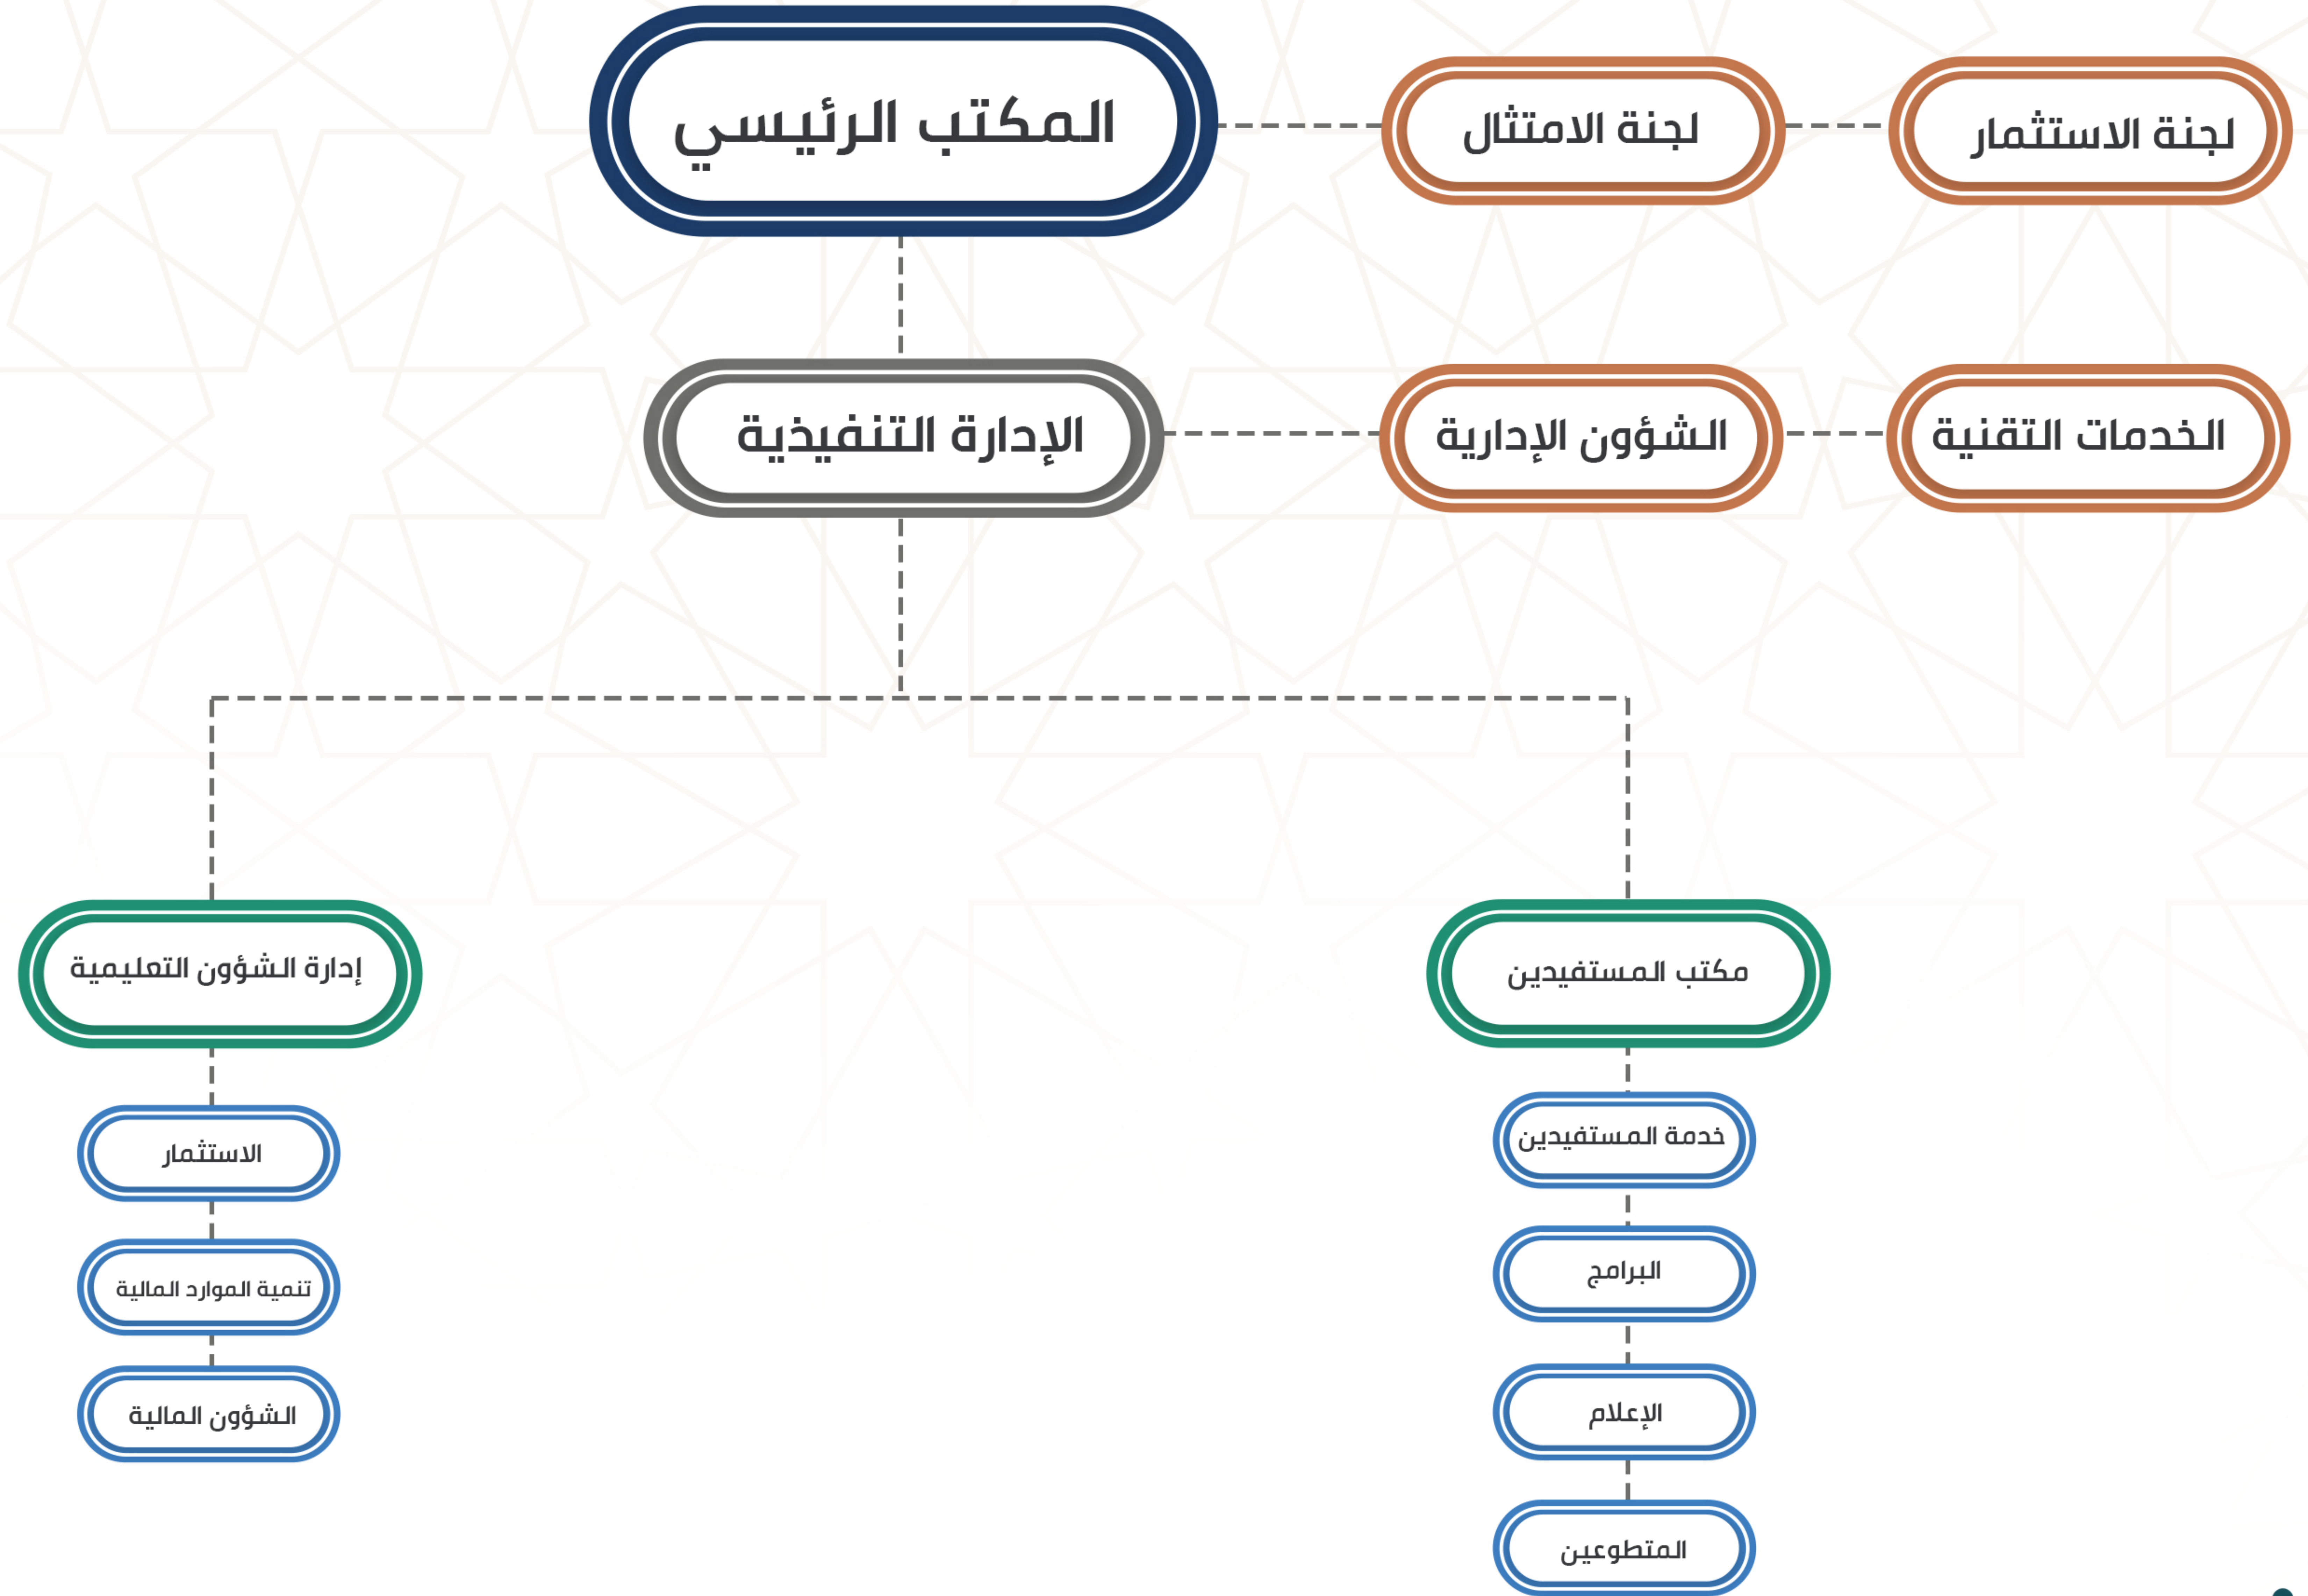 المكتب الرئيسي
لجنة الامتثال
لجنة الاستثمار
الإدارة التنفيذية
الشؤون الإدارية
الخدمات التقنية
مكتب المستفيدين
خدمة المستفيدين
البرامج
الإعلام
المتطوعين
إدارة الشؤون التعليمية
الاستثمار
تنمية الموارد المالية
الشؤون المالية